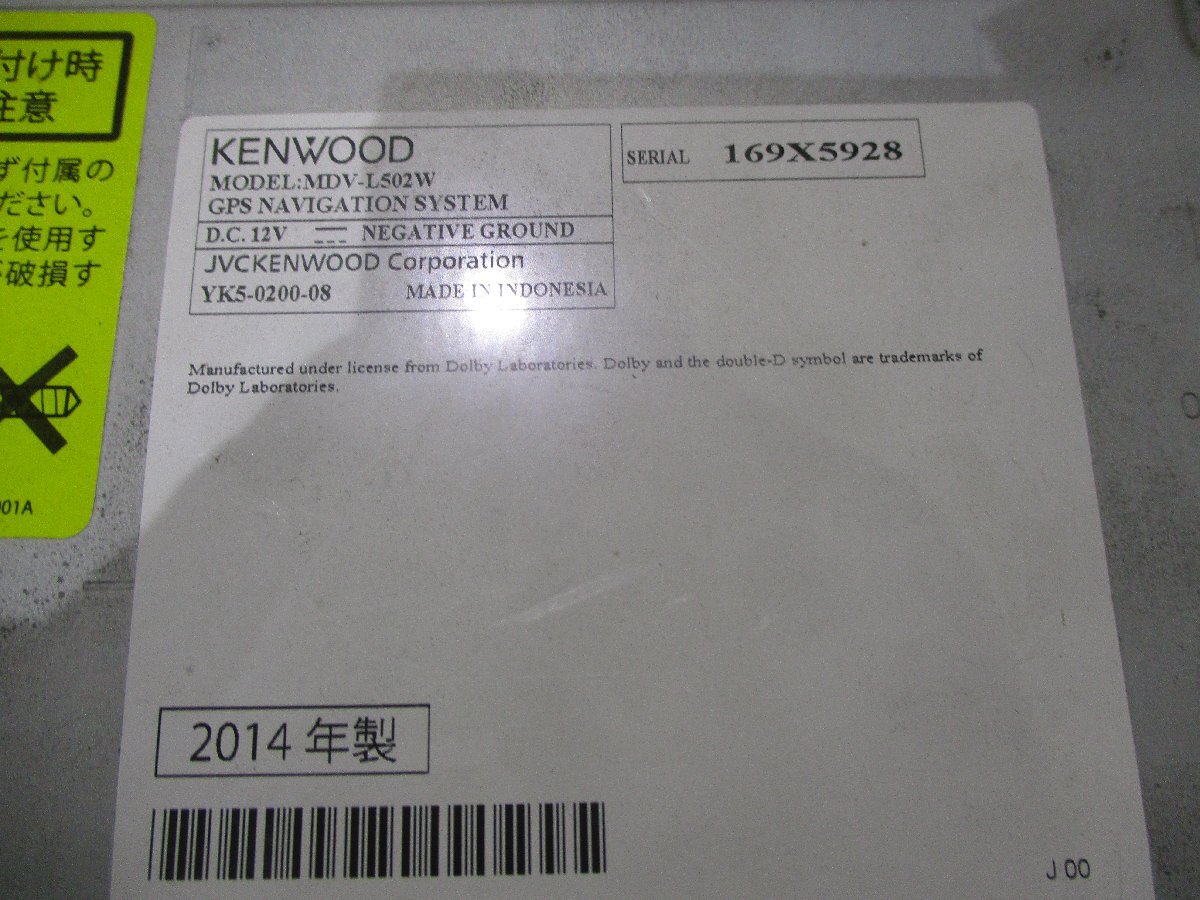 付け時
注意
ず付属の
ださい。
を使用す
破損す
01A
KENWOOD
MODEL:MDV-L502W
GPS NAVIGATION SYSTEM
D.C. 12V NEGATIVE GROUND
JVCKENWOOD Corporation
YK5-0200-08 MADE IN INDONESIA
SERIAL 169X5928
Manufactured under license from Dolby Laboratories. Dolby and the double-D symbol are trademarks of
Dolby Laboratories.
2014 年製
J 00